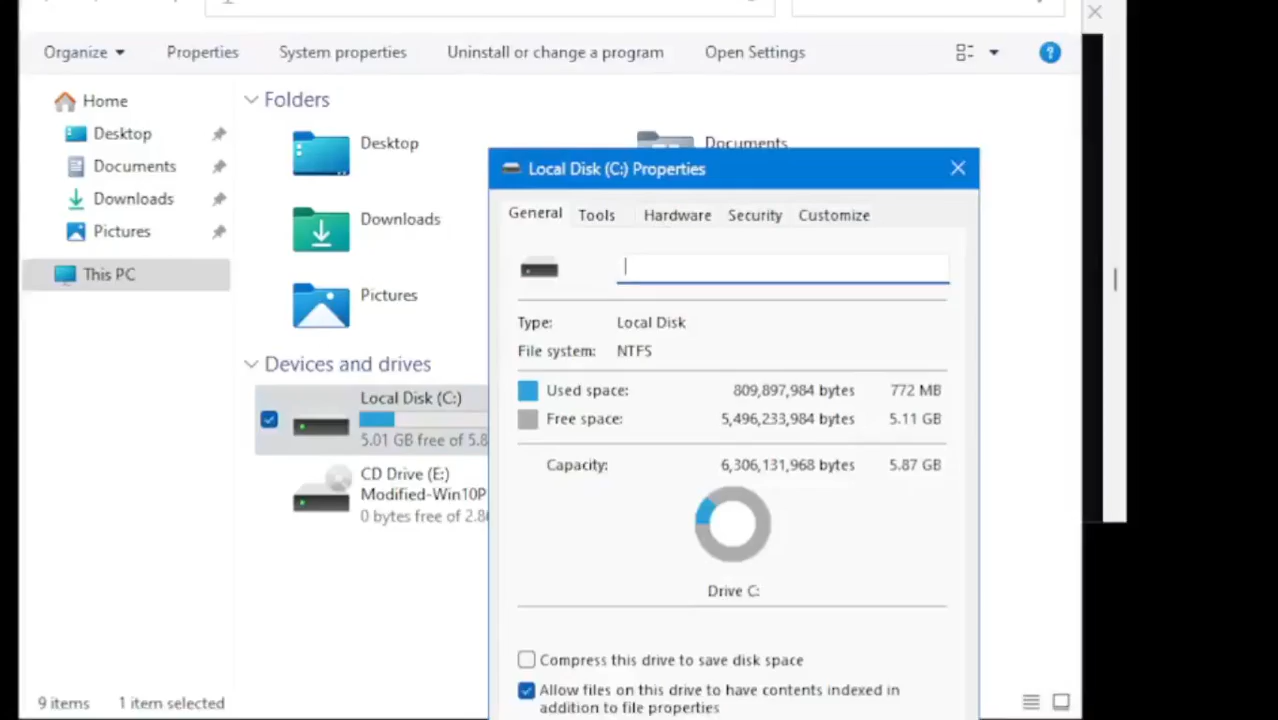 Organize Properties System properties Uninstall or change a program Open Settings ?
Home
Desktop
Documents
Downloads
Pictures
This PC
Folders
Desktop
Documents
Downloads
Pictures
Devices and drives
Local Disk (C:)
5.01 GB free of 5.8
CD Drive (E:)
Modified-Win10P
0 bytes free of 2.8
Local Disk (C:) Properties
General Tools Hardware Security Customize
Type: Local Disk
File system: NTFS
Used space: 809,897,984 bytes 772 MB
Free space: 5,496,233,984 bytes 5.11 GB
Capacity: 6,306,131,968 bytes 5.87 GB
Drive C:
Compress this drive to save disk space
Allow files on this drive to have contents indexed in
addition to file properties
9 items 1 item selected